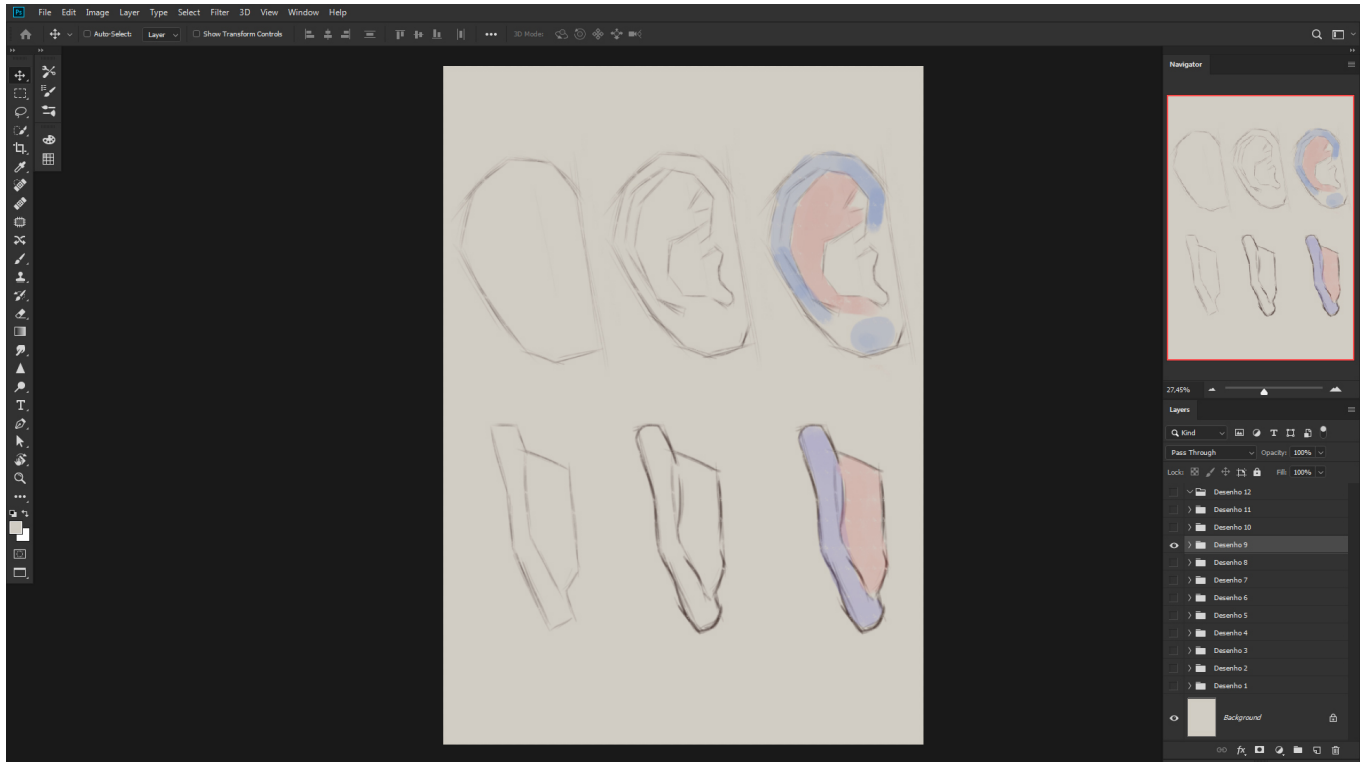 Ps File Edit Image Layer Type Select Filter 3D View Window Help
Auto-Select: Layer Show Transform Controls 3D Mode:
Navigator
27,45%
Layers
Kind
Pass Through Opacity: 100%
Lock: Fill: 100%
Desenho 12
Desenho 11
Desenho 10
Desenho 9
Desenho 8
Desenho 7
Desenho 6
Desenho 5
Desenho 4
Desenho 3
Desenho 2
Desenho 1
Background
fx